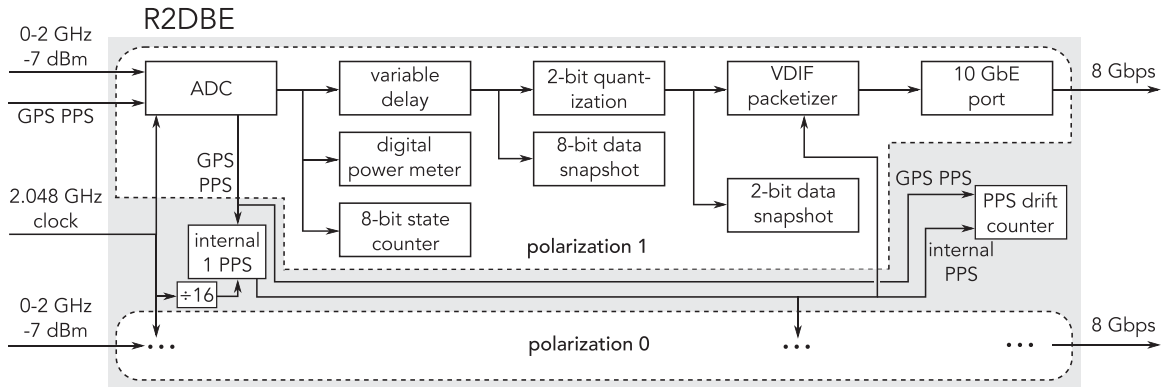 R2DBE
0-2 GHz
-7 dBm
GPS PPS
ADC
variable
delay
2-bit quant-
ization
VDIF
packetizer
10 GbE
port
8 Gbps
digital
power meter
8-bit data
snapshot
GPS
PPS
2-bit data
snapshot
GPS PPS
PPS drift
counter
2.048 GHz
clock
8-bit state
counter
internal
1 PPS
polarization 1
internal
PPS
÷16
0-2 GHz
-7 dBm
...
polarization 0
...
...
8 Gbps